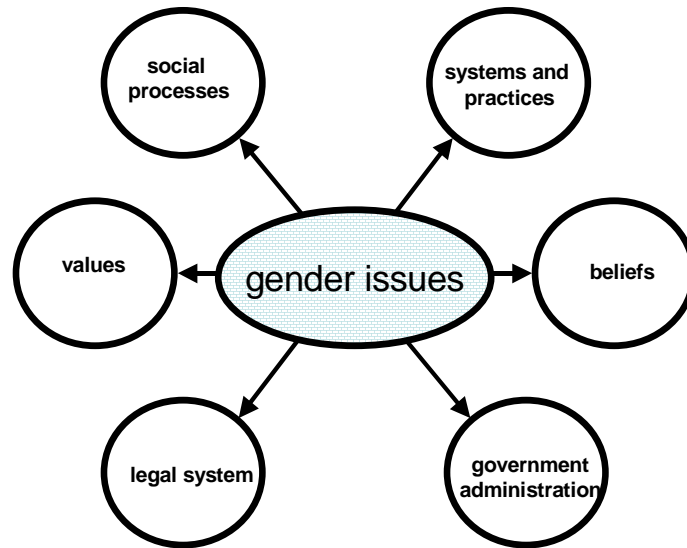 social
processes
systems and
practices
values
gender issues
beliefs
legal system
government
administration